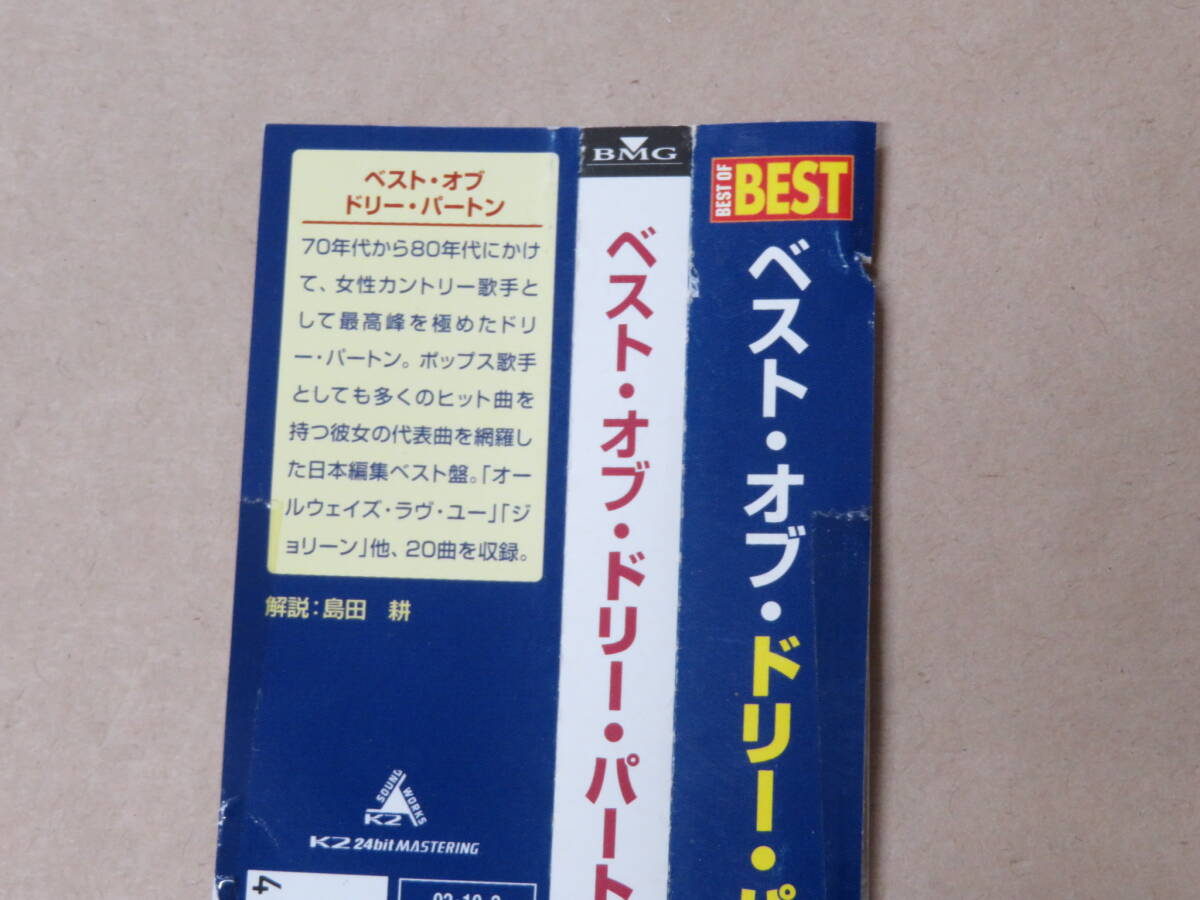 ベスト・オブ
ドリー・パートン
70年代から80年代にかけ
て、女性カントリー歌手と
して最高峰を極めたドリ
ー・パートン。ポップス歌手
としても多くのヒット曲を
持つ彼女の代表曲を網羅し
た日本編集ベスト盤。「オー
ルウェイズ・ラヴ・ユー」「ジ
ョリーン」他、20曲を収録。
解説：島田 耕
SOUND WORKS
K2
K2 24bit MASTERING
4
BMG
ベスト・オブ・ドリー・パート
BEST OF BEST
ベスト・オブ・ドリー・パ